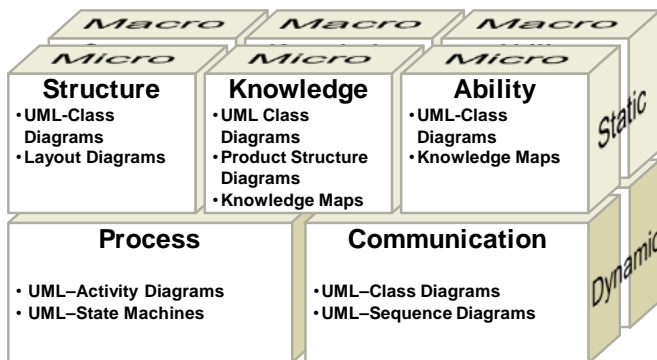 Macro Macro Macro
Micro Micro Micro
Structure
• UML-Class
Diagrams
• Layout Diagrams
Knowledge
• UML Class
Diagrams
• Product Structure
Diagrams
• Knowledge Maps
Ability
• UML-Class
Diagrams
• Knowledge Maps
Static
Process
• UML–Activity Diagrams
• UML–State Machines
Communication
• UML–Class Diagrams
• UML–Sequence Diagrams
Dynamic